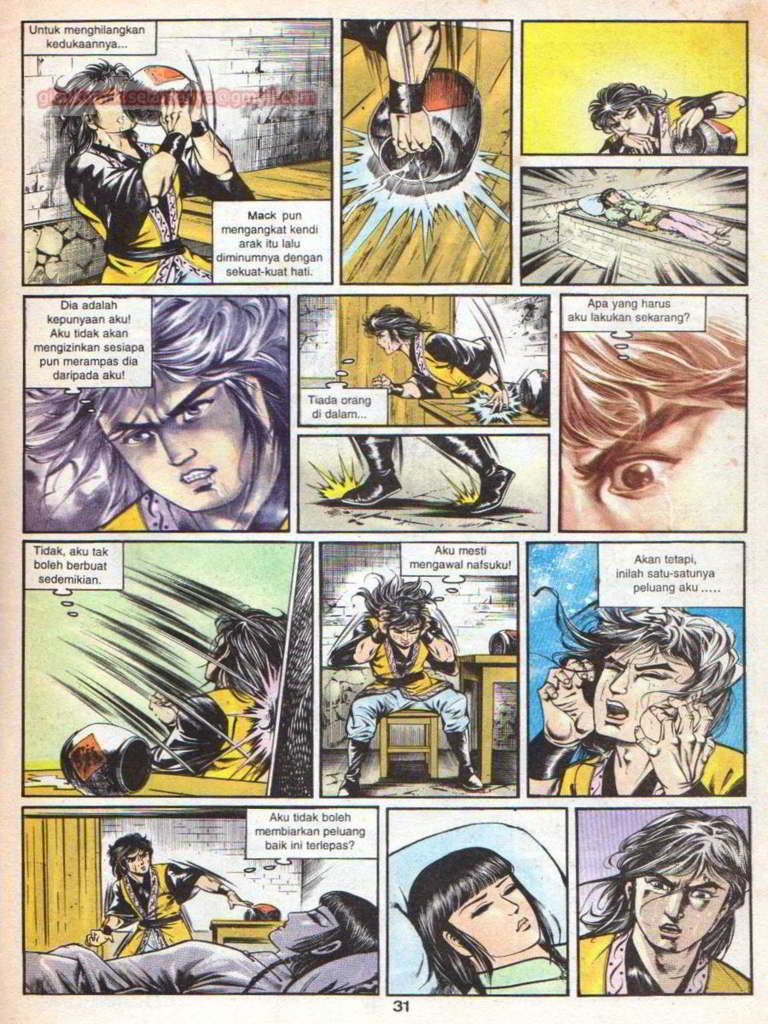 Untuk menghilangkan
kedukaannya...
Mack pun
mengangkat kendi
arak itu lalu
diminumnya dengan
sekuat-kuat hati.
Dia adalah
kepunyaan aku!
Aku tidak akan
mengizinkan sesiapa
pun merampas dia
daripada aku!
Tiada orang
di dalam...
Apa yang harus
aku lakukan sekarang?
Tidak, aku tak
boleh berbuat
sedemikian.
Aku mesti
mengawal nafsuku!
Akan tetapi,
inilah satu-satunya
peluang aku .....
Aku tidak boleh
membiarkan peluang
baik ini terlepas?
31